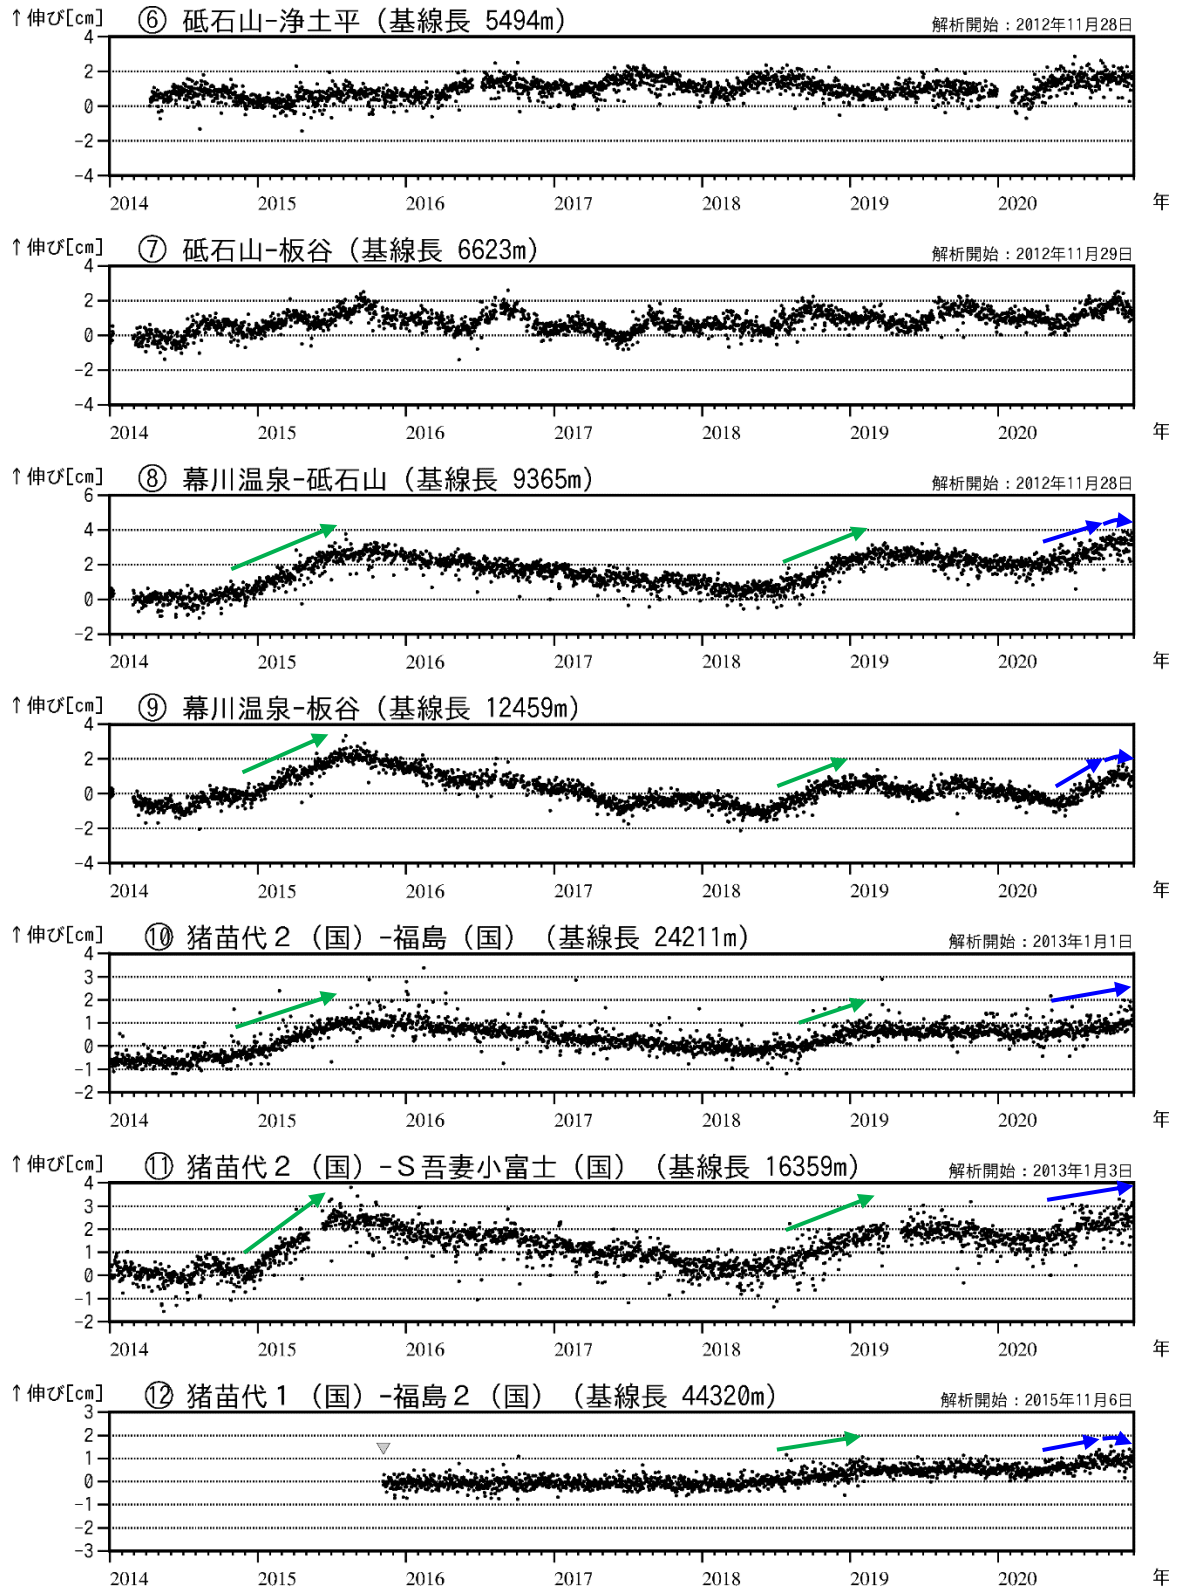 ↑伸び[cm] ⑥ 砥石山-浄土平（基線長 5494m） 解析開始：2012年11月28日
4
2
0
-2
-4
2014 2015 2016 2017 2018 2019 2020 年
↑伸び[cm] ⑦ 砥石山-板谷（基線長 6623m） 解析開始：2012年11月29日
4
2
0
-2
-4
2014 2015 2016 2017 2018 2019 2020 年
↑伸び[cm] ⑧ 幕川温泉-砥石山（基線長 9365m） 解析開始：2012年11月28日
6
4
2
0
-2
2014 2015 2016 2017 2018 2019 2020 年
↑伸び[cm] ⑨ 幕川温泉-板谷（基線長 12459m）
4
2
0
-2
-4
2014 2015 2016 2017 2018 2019 2020 年
↑伸び[cm] ⑩ 猪苗代２（国）-福島（国）（基線長 24211m） 解析開始：2013年1月1日
4
3
2
1
0
-1
-2
2014 2015 2016 2017 2018 2019 2020 年
↑伸び[cm] ⑪ 猪苗代２（国）-Ｓ吾妻小富士（国）（基線長 16359m） 解析開始：2013年1月3日
4
3
2
1
0
-1
-2
2014 2015 2016 2017 2018 2019 2020 年
↑伸び[cm] ⑫ 猪苗代１（国）-福島２（国）（基線長 44320m） 解析開始：2015年11月6日
3
2
1
0
-1
-2
-3
2014 2015 2016 2017 2018 2019 2020 年